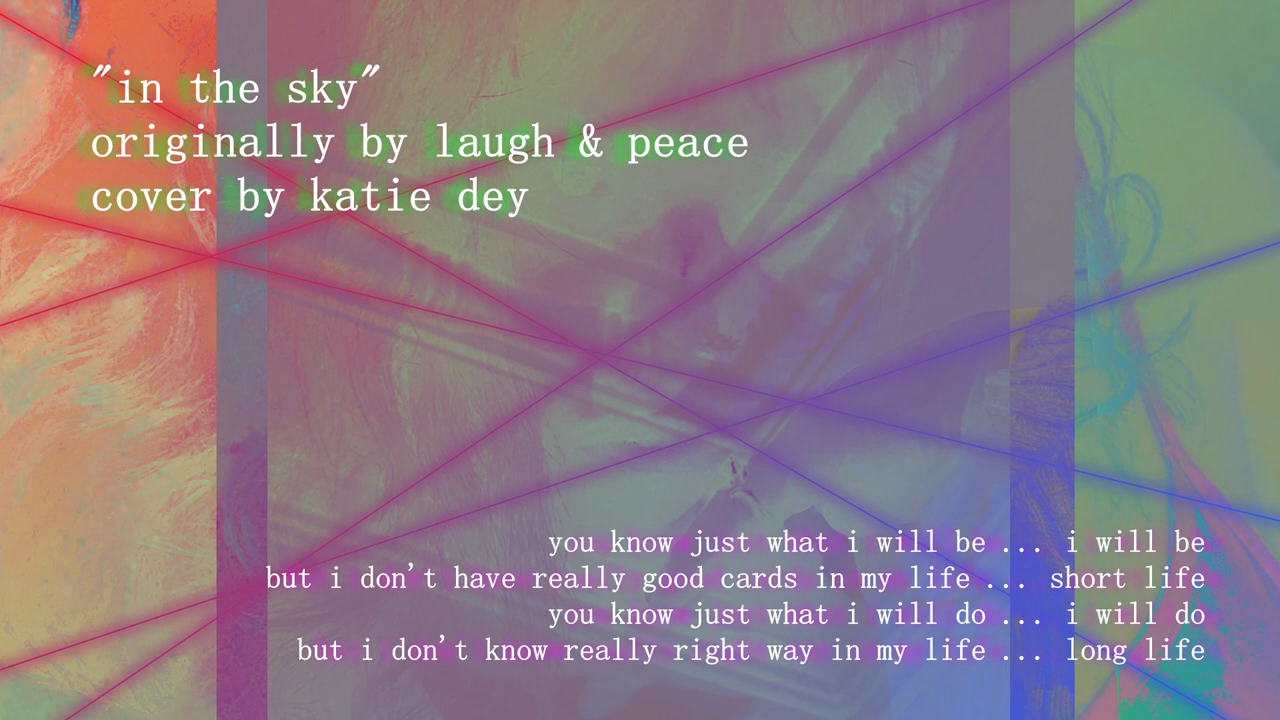 "in the sky"
originally by laugh & peace
cover by katie dey
you know just what i will be ... i will be
but i don't have really good cards in my life ... short life
you know just what i will do ... i will do
but i don't know really right way in my life ... long life